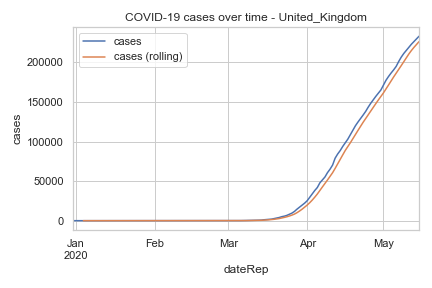 COVID-19 cases over time - United_Kingdom
cases
cases (rolling)
200000
150000
100000
50000
0
cases
Jan
2020
Feb
Mar
Apr
May
dateRep